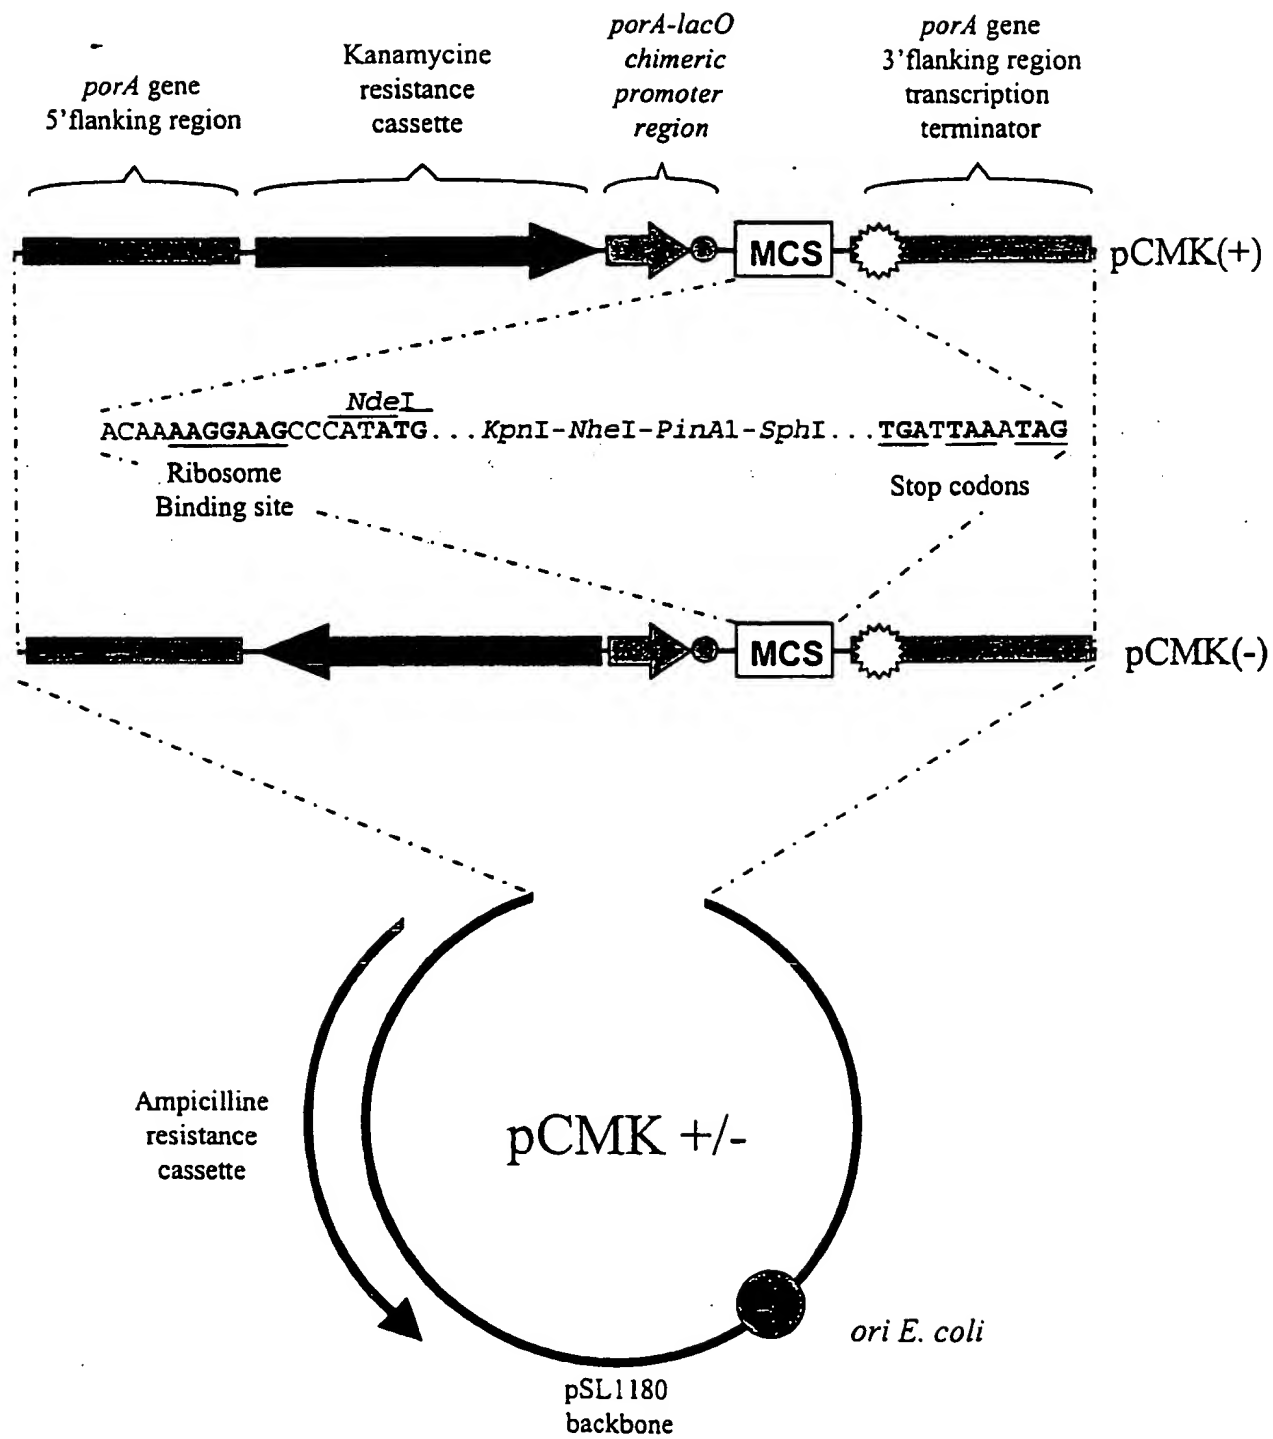 porA gene
5'flanking region
Kanamycine
resistance
cassette
porA-lacO
chimeric
promoter
region
porA gene
3'flanking region
transcription
terminator
MCS
pCMK(+)
NdeI
ACAAAAGGAAGCCCATATG...KpnI-NheI-PinA1-SphI...TGATTAAATAG
Ribosome
Binding site
Stop codons
MCS
pCMK(-)
Ampicilline
resistance
cassette
pCMK +/-
ori E. coli
pSL1180
backbone